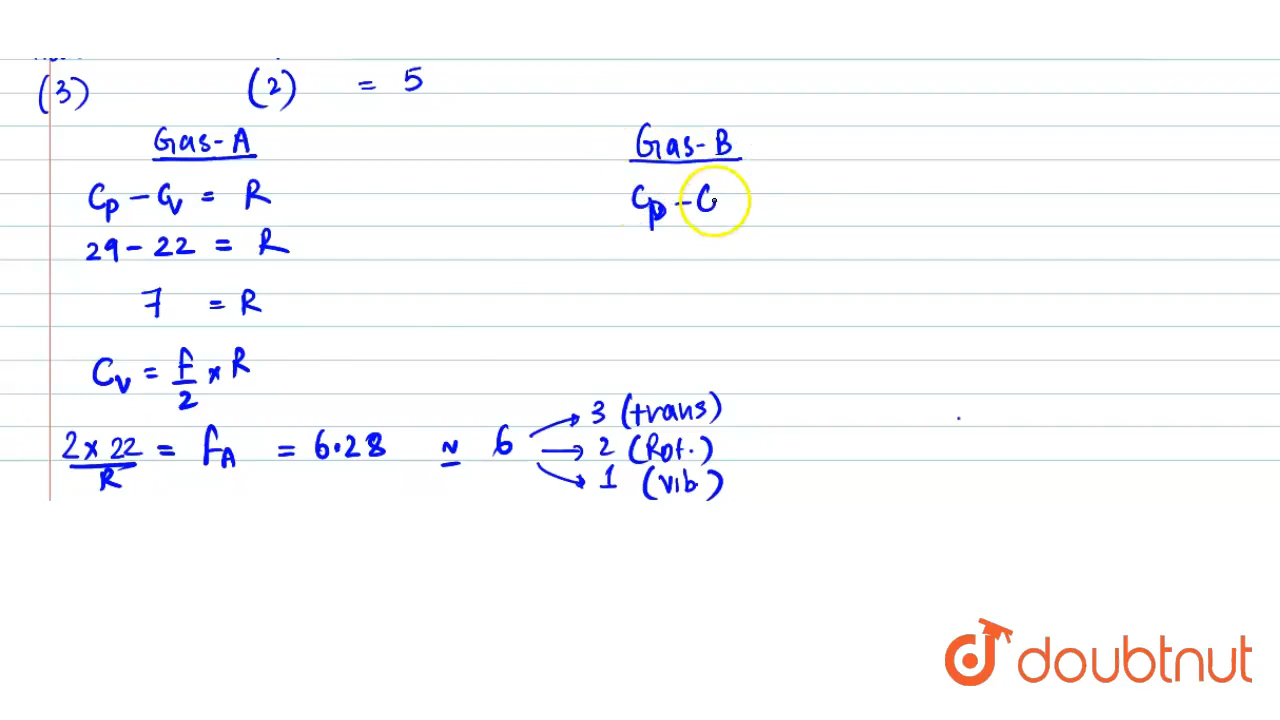 (3) (2) = 5
Gas-A
Cp - Cv = R
29 - 22 = R
7 = R
Cv = f/2 × R
2×22/R = fA = 6.28 ≈ 6
3 (trans)
2 (Rot.)
1 (vib)
Gas-B
Cp - C
doubtnut